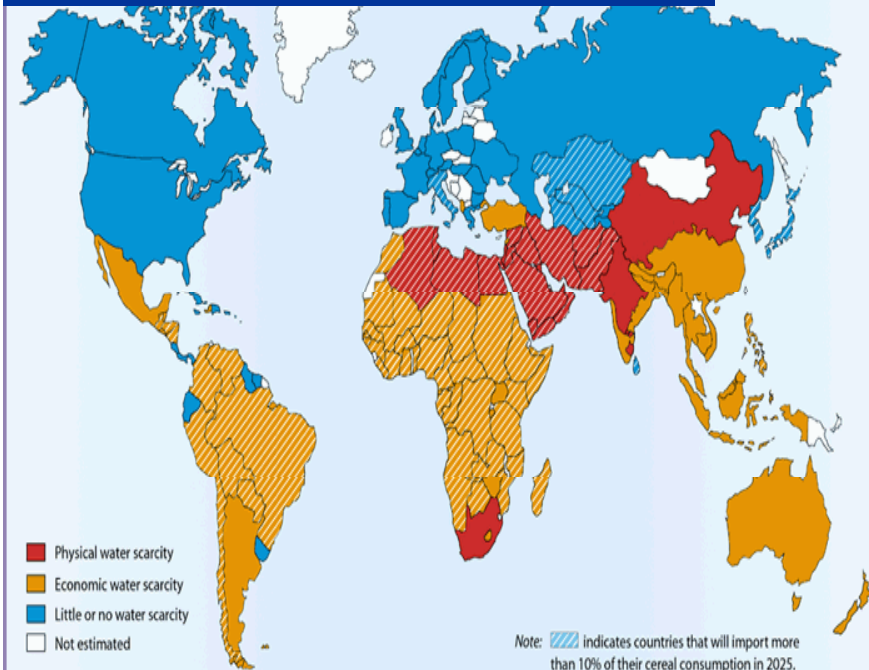 Physical water scarcity
Economic water scarcity
Little or no water scarcity
Not estimated
Note: indicates countries that will import more
than 10% of their cereal consumption in 2025.